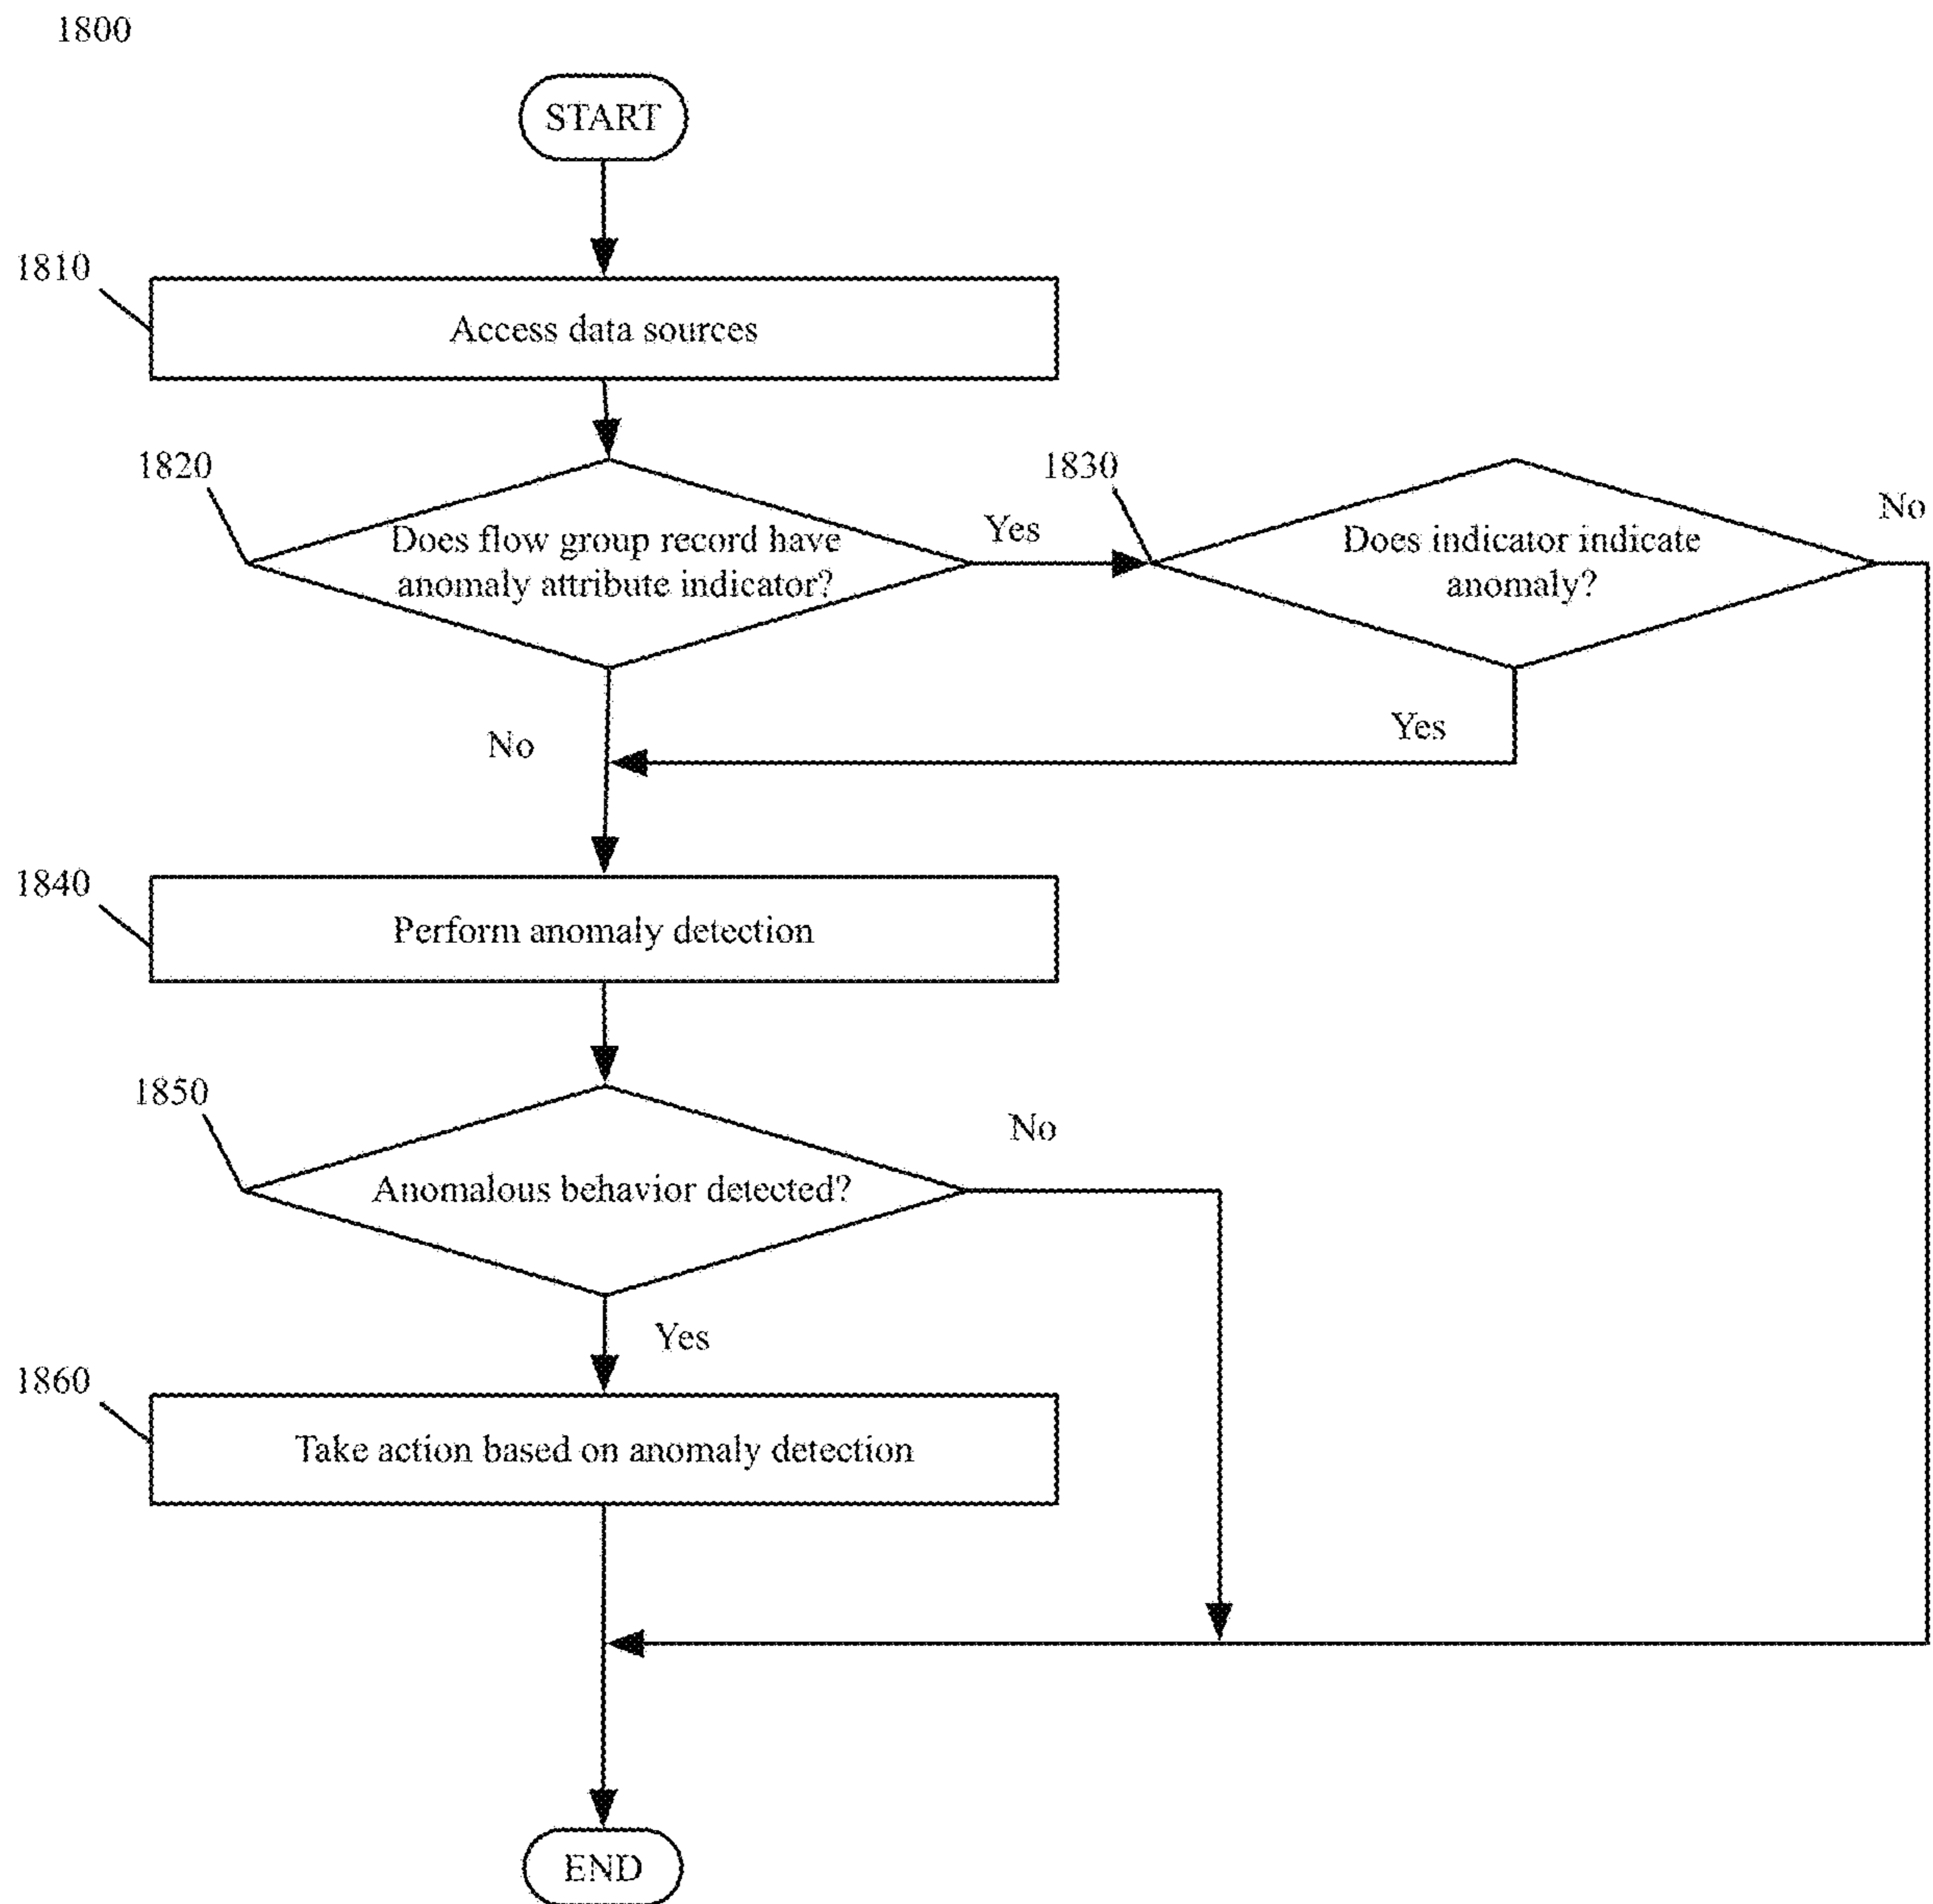 1800
START
1810
Access data sources
1820
Does flow group record have
anomaly attribute indicator?
Yes
1830
Does indicator indicate
anomaly?
No
No
Yes
1840
Perform anomaly detection
1850
Anomalous behavior detected?
No
Yes
1860
Take action based on anomaly detection
END